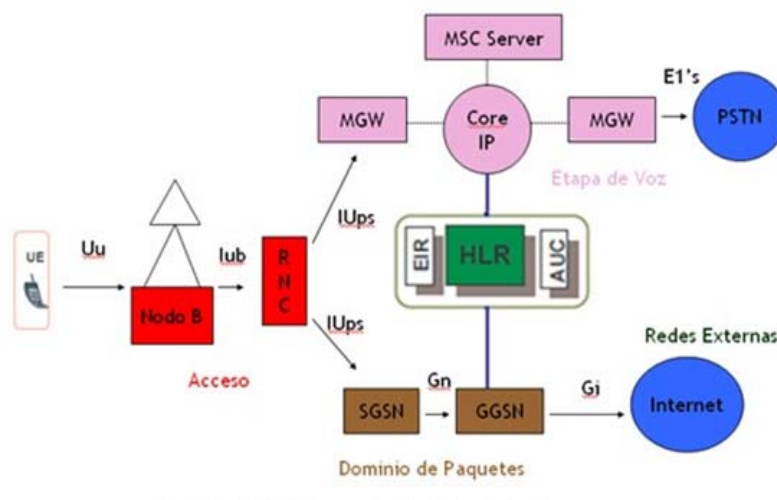 MSC Server
E1's
MGW
Core
IP
MGW
PSTN
Etapa de Voz
IUps
UE
Uu
Iub
R
N
C
EIR
HLR
AUC
Nodo B
IUps
Redes Externas
Acceso
Gn
Gi
SGSN
GGSN
Internet
Dominio de Paquetes